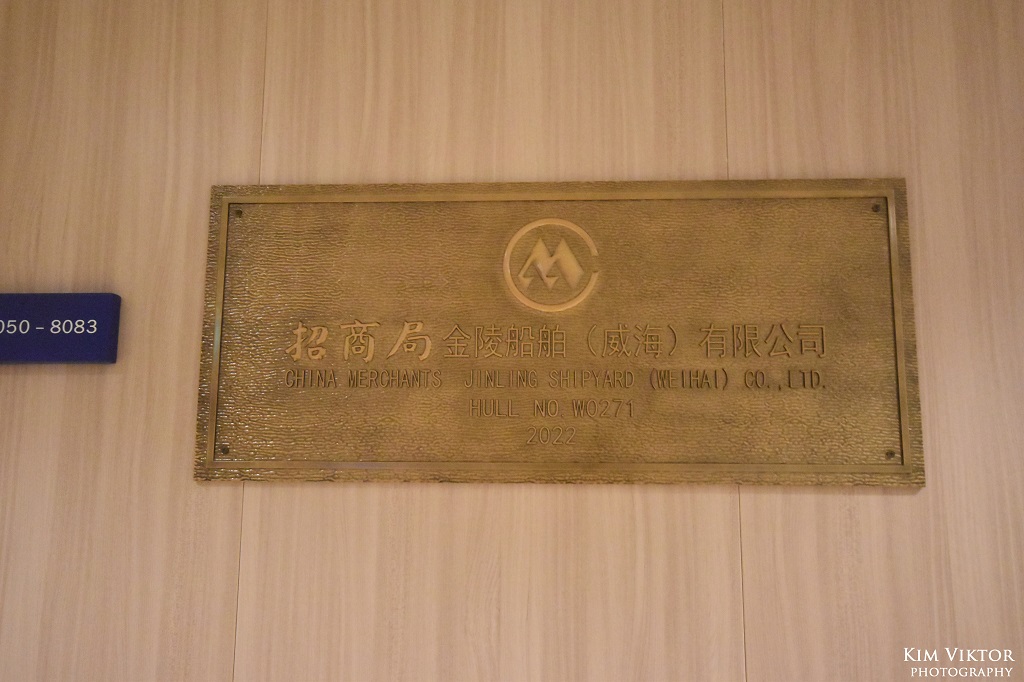 050 – 8083
招商局金陵船舶（威海）有限公司
CHINA MERCHANTS JINLING SHIPYARD (WEIHAI) CO.,LTD.
HULL NO. W0271
2022
KIM VIKTOR
PHOTOGRAPHY